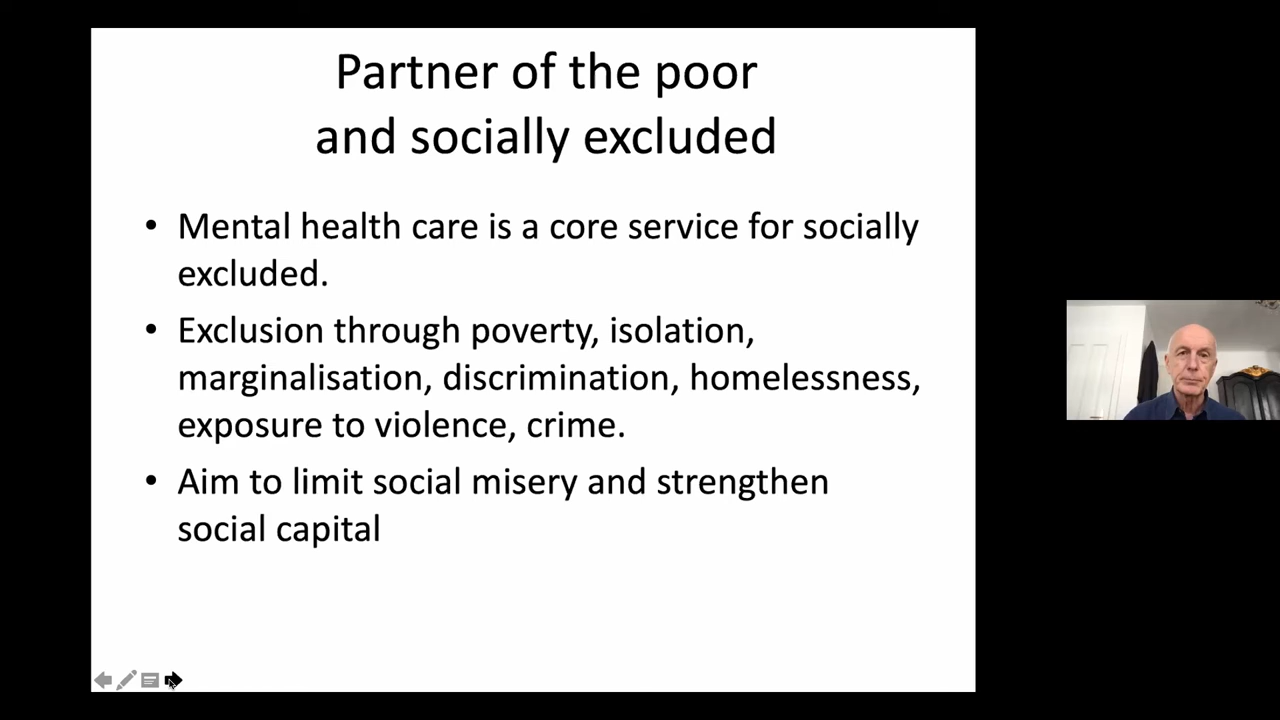 Partner of the poor
and socially excluded
• Mental health care is a core service for socially
excluded.
• Exclusion through poverty, isolation,
marginalisation, discrimination, homelessness,
exposure to violence, crime.
• Aim to limit social misery and strengthen
social capital